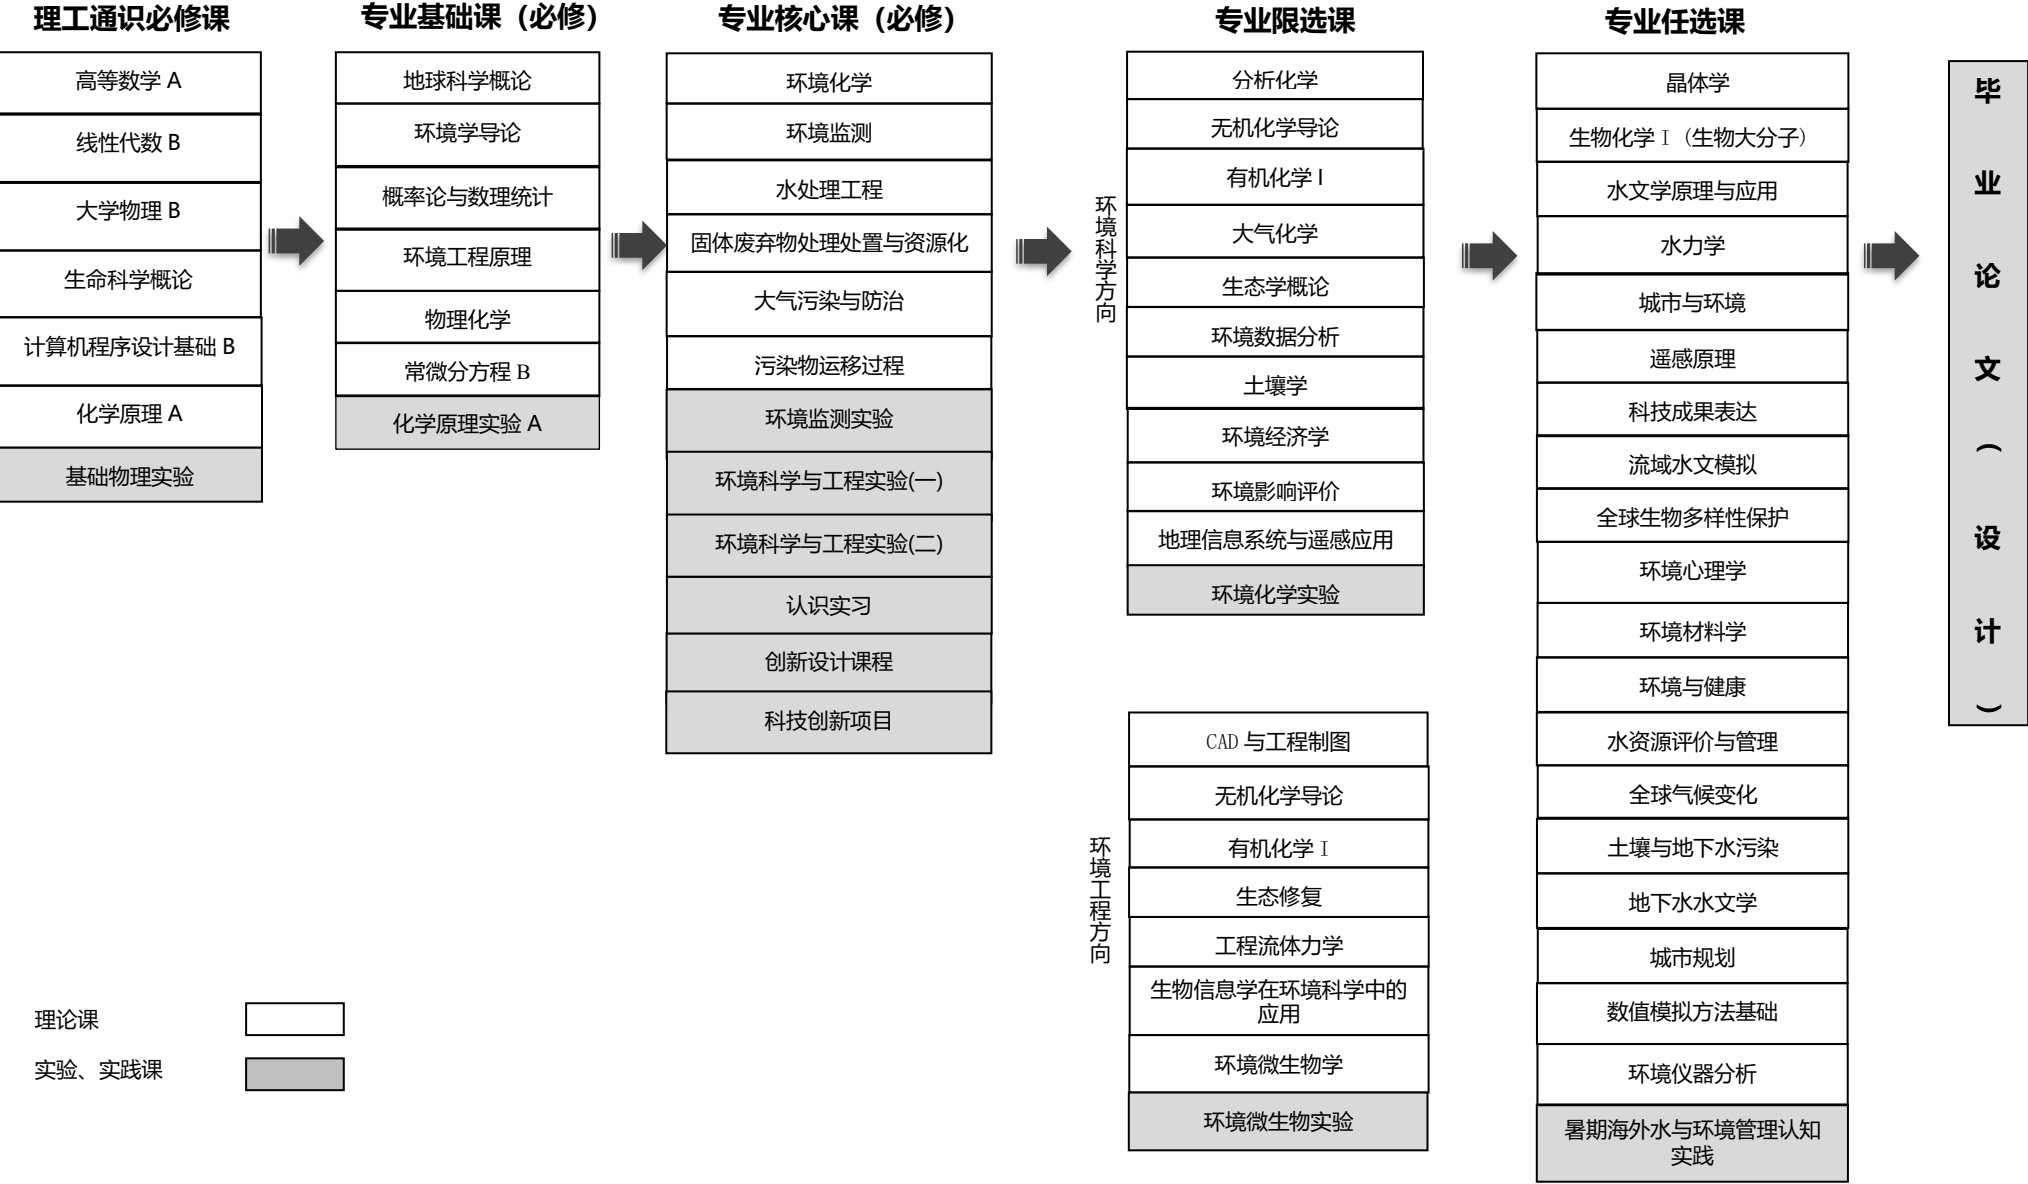 理工通识必修课
高等数学 A
线性代数 B
大学物理 B
生命科学概论
计算机程序设计基础 B
化学原理 A
基础物理实验
专业基础课（必修）
地球科学概论
环境学导论
概率论与数理统计
环境工程原理
物理化学
常微分方程 B
化学原理实验 A
专业核心课（必修）
环境化学
环境监测
水处理工程
固体废弃物处理处置与资源化
大气污染与防治
污染物运移过程
环境监测实验
环境科学与工程实验(一)
环境科学与工程实验(二)
认识实习
创新设计课程
科技创新项目
专业限选课
环境科学方向
分析化学
无机化学导论
有机化学 I
大气化学
生态学概论
环境数据分析
土壤学
环境经济学
环境影响评价
地理信息系统与遥感应用
环境化学实验
环境工程方向
CAD 与工程制图
无机化学导论
有机化学 I
生态修复
工程流体力学
生物信息学在环境科学中的
应用
环境微生物学
环境微生物实验
专业任选课
晶体学
生物化学 I（生物大分子）
水文学原理与应用
水力学
城市与环境
遥感原理
科技成果表达
流域水文模拟
全球生物多样性保护
环境心理学
环境材料学
环境与健康
水资源评价与管理
全球气候变化
土壤与地下水污染
地下水水文学
城市规划
数值模拟方法基础
环境仪器分析
暑期海外水与环境管理认知
实践
毕业论文（设计）
理论课
实验、实践课